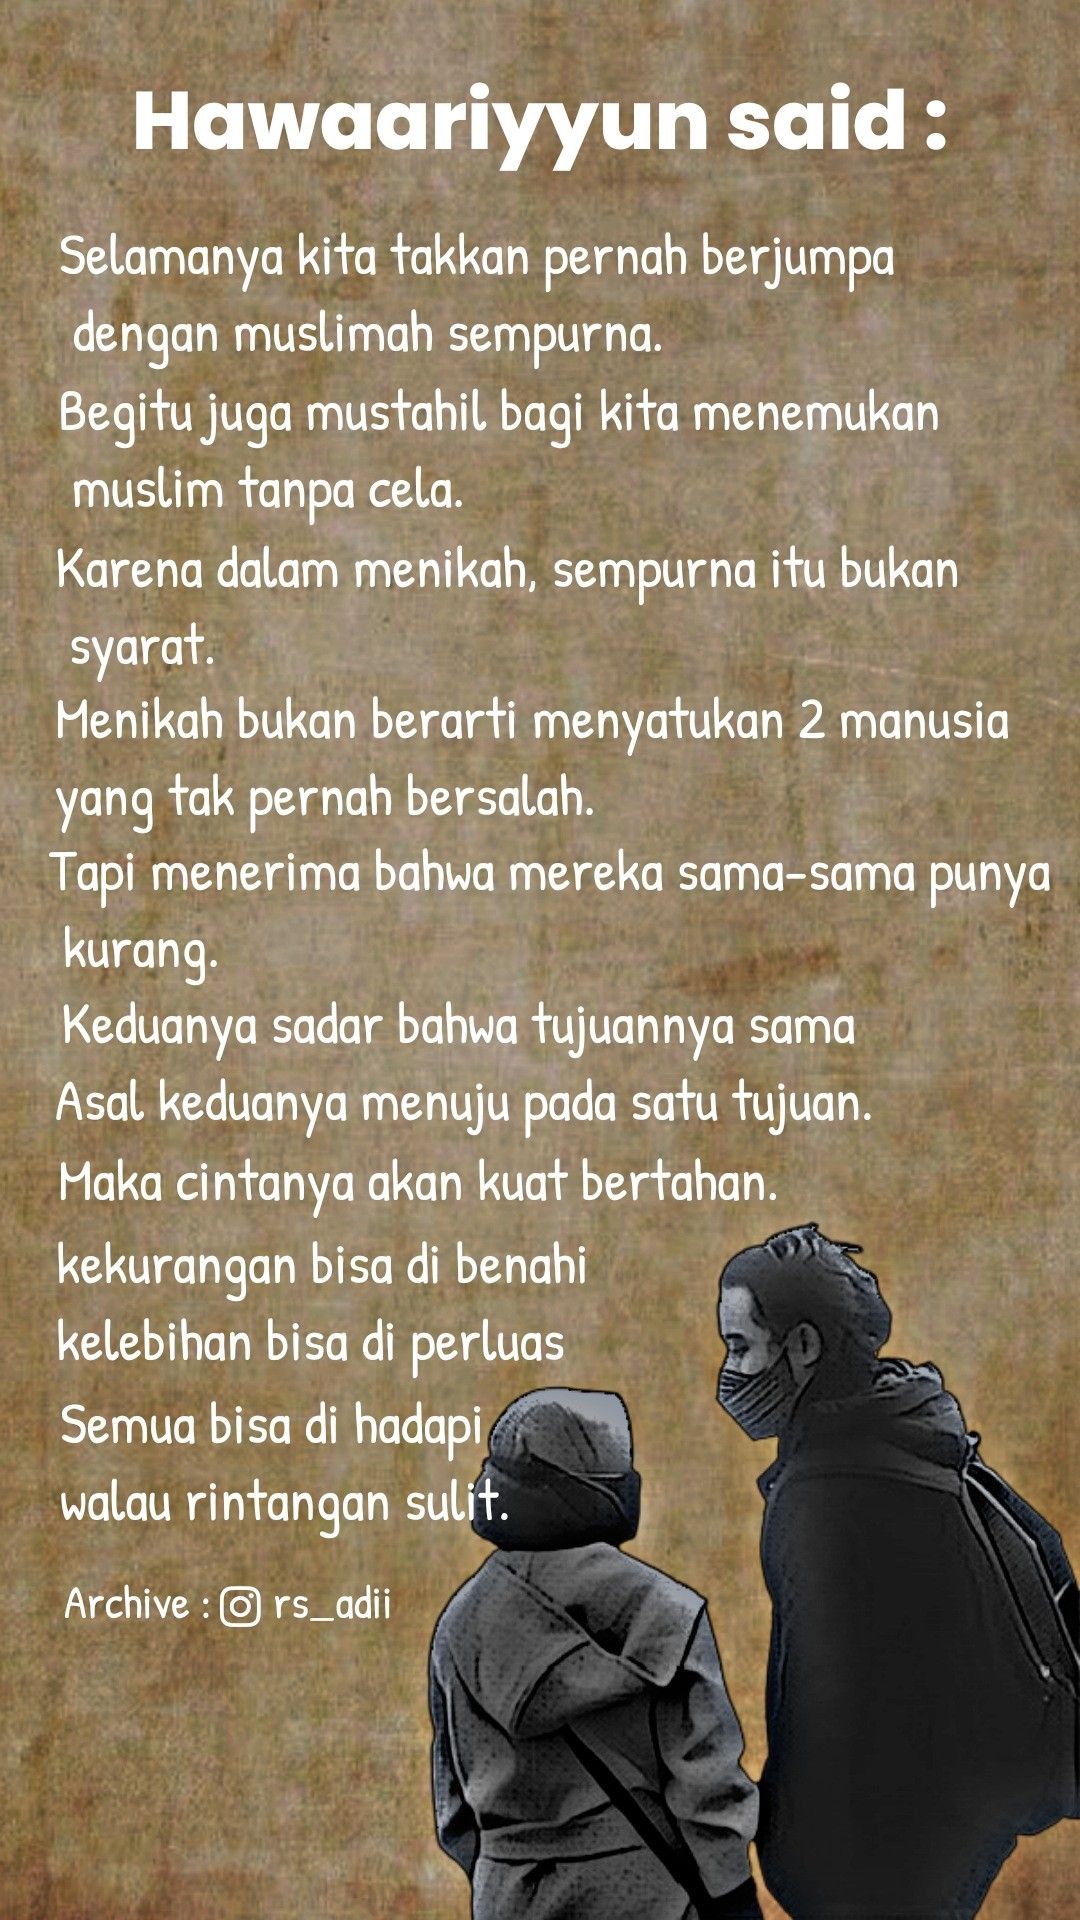 Hawaariyyun said :
Selamanya kita takkan pernah berjumpa
dengan muslimah sempurna.
Begitu juga mustahil bagi kita menemukan
muslim tanpa cela.
Karena dalam menikah, sempurna itu bukan
syarat.
Menikah bukan berarti menyatukan 2 manusia
yang tak pernah bersalah.
Tapi menerima bahwa mereka sama-sama punya
kurang.
Keduanya sadar bahwa tujuannya sama
Asal keduanya menuju pada satu tujuan.
Maka cintanya akan kuat bertahan.
kekurangan bisa di benahi
kelebihan bisa di perluas
Semua bisa di hadapi
walau rintangan sulit.
Archive : rs_adii